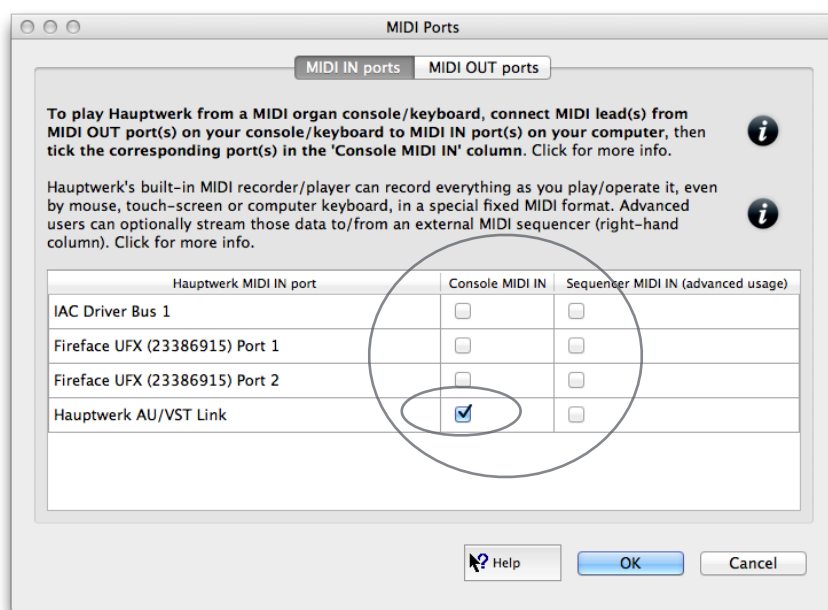 MIDI Ports
MIDI IN ports MIDI OUT ports
To play Hauptwerk from a MIDI organ console/keyboard, connect MIDI lead(s) from
MIDI OUT port(s) on your console/keyboard to MIDI IN port(s) on your computer, then
tick the corresponding port(s) in the 'Console MIDI IN' column. Click for more info.
Hauptwerk's built-in MIDI recorder/player can record everything as you play/operate it, even
by mouse, touch-screen or computer keyboard, in a special fixed MIDI format. Advanced
users can optionally stream those data to/from an external MIDI sequencer (right-hand
column). Click for more info.
Hauptwerk MIDI IN port Console MIDI IN Sequencer MIDI IN (advanced usage)
IAC Driver Bus 1
Fireface UFX (23386915) Port 1
Fireface UFX (23386915) Port 2
Hauptwerk AU/VST Link
Help OK Cancel